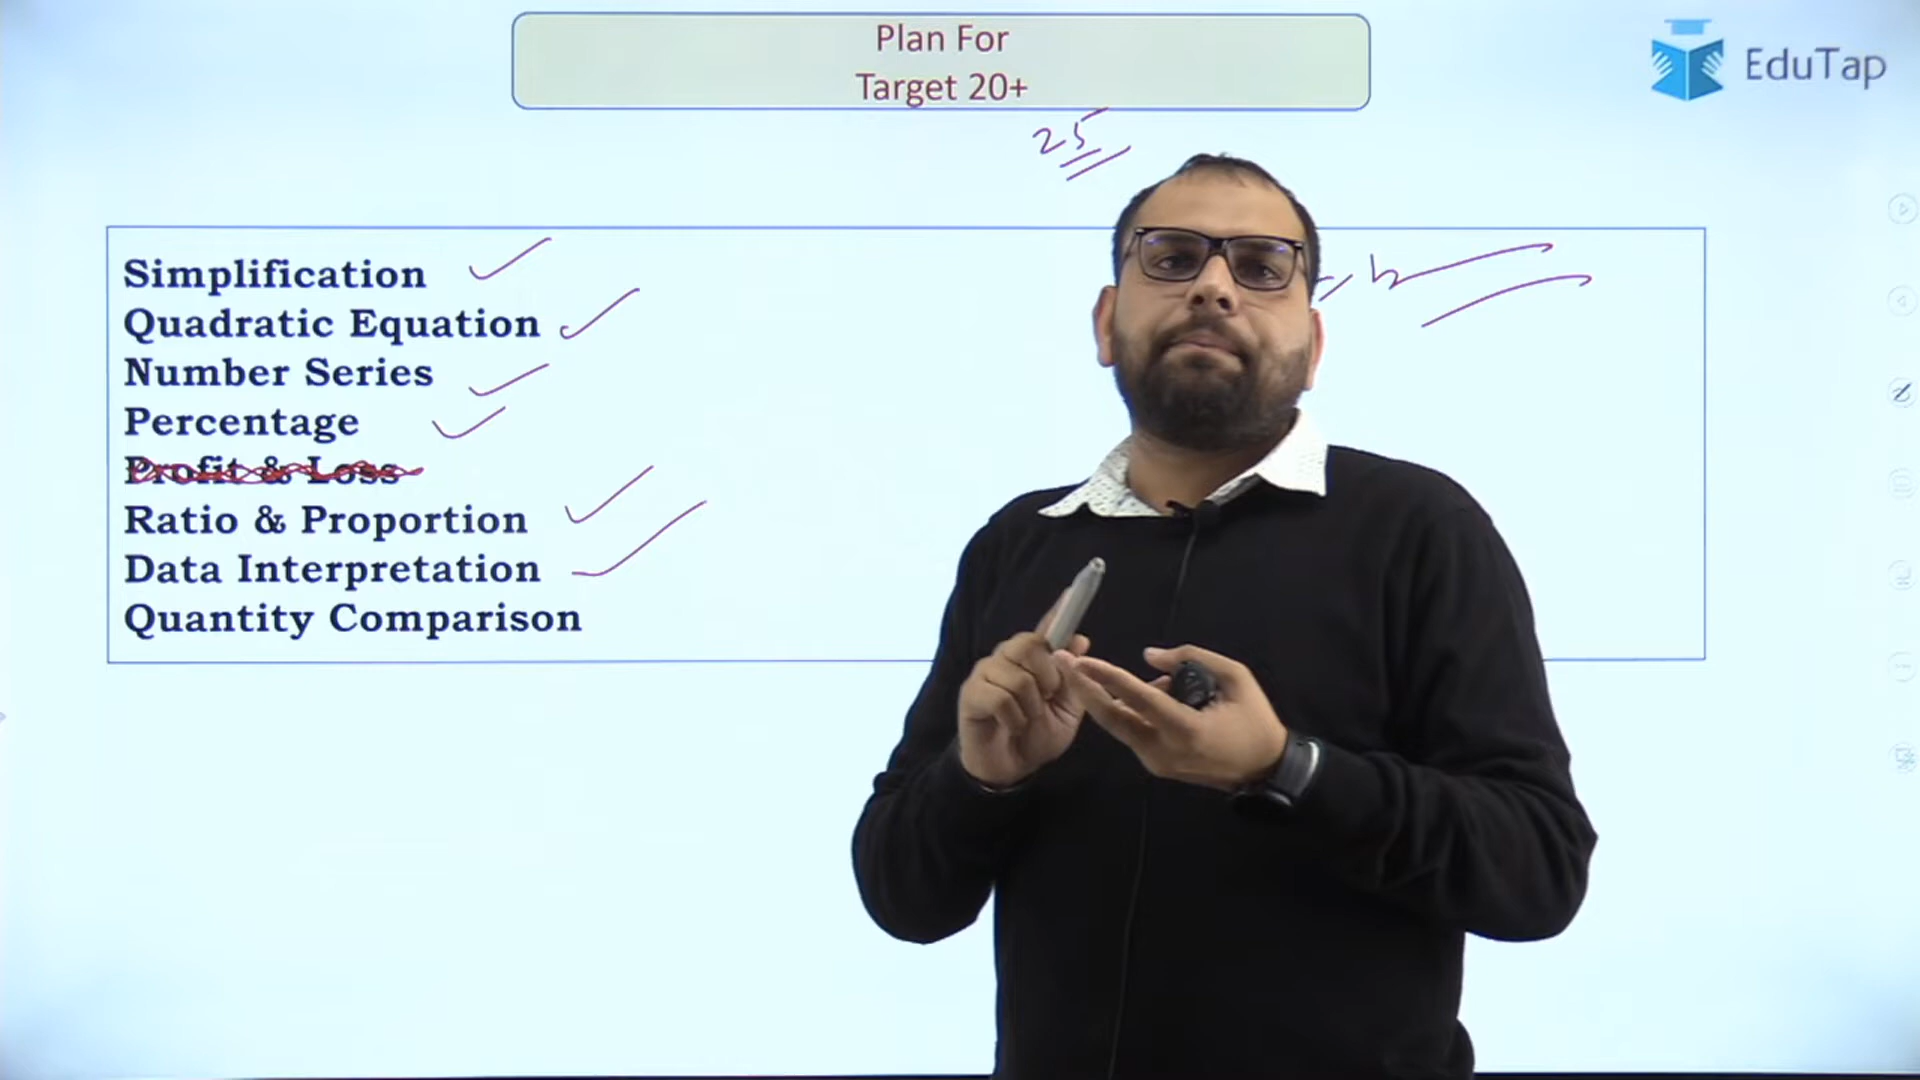 Plan For
Target 20+
EduTap
25
Simplification
Quadratic Equation
Number Series
Percentage
Profit & Loss
Ratio & Proportion
Data Interpretation
Quantity Comparison